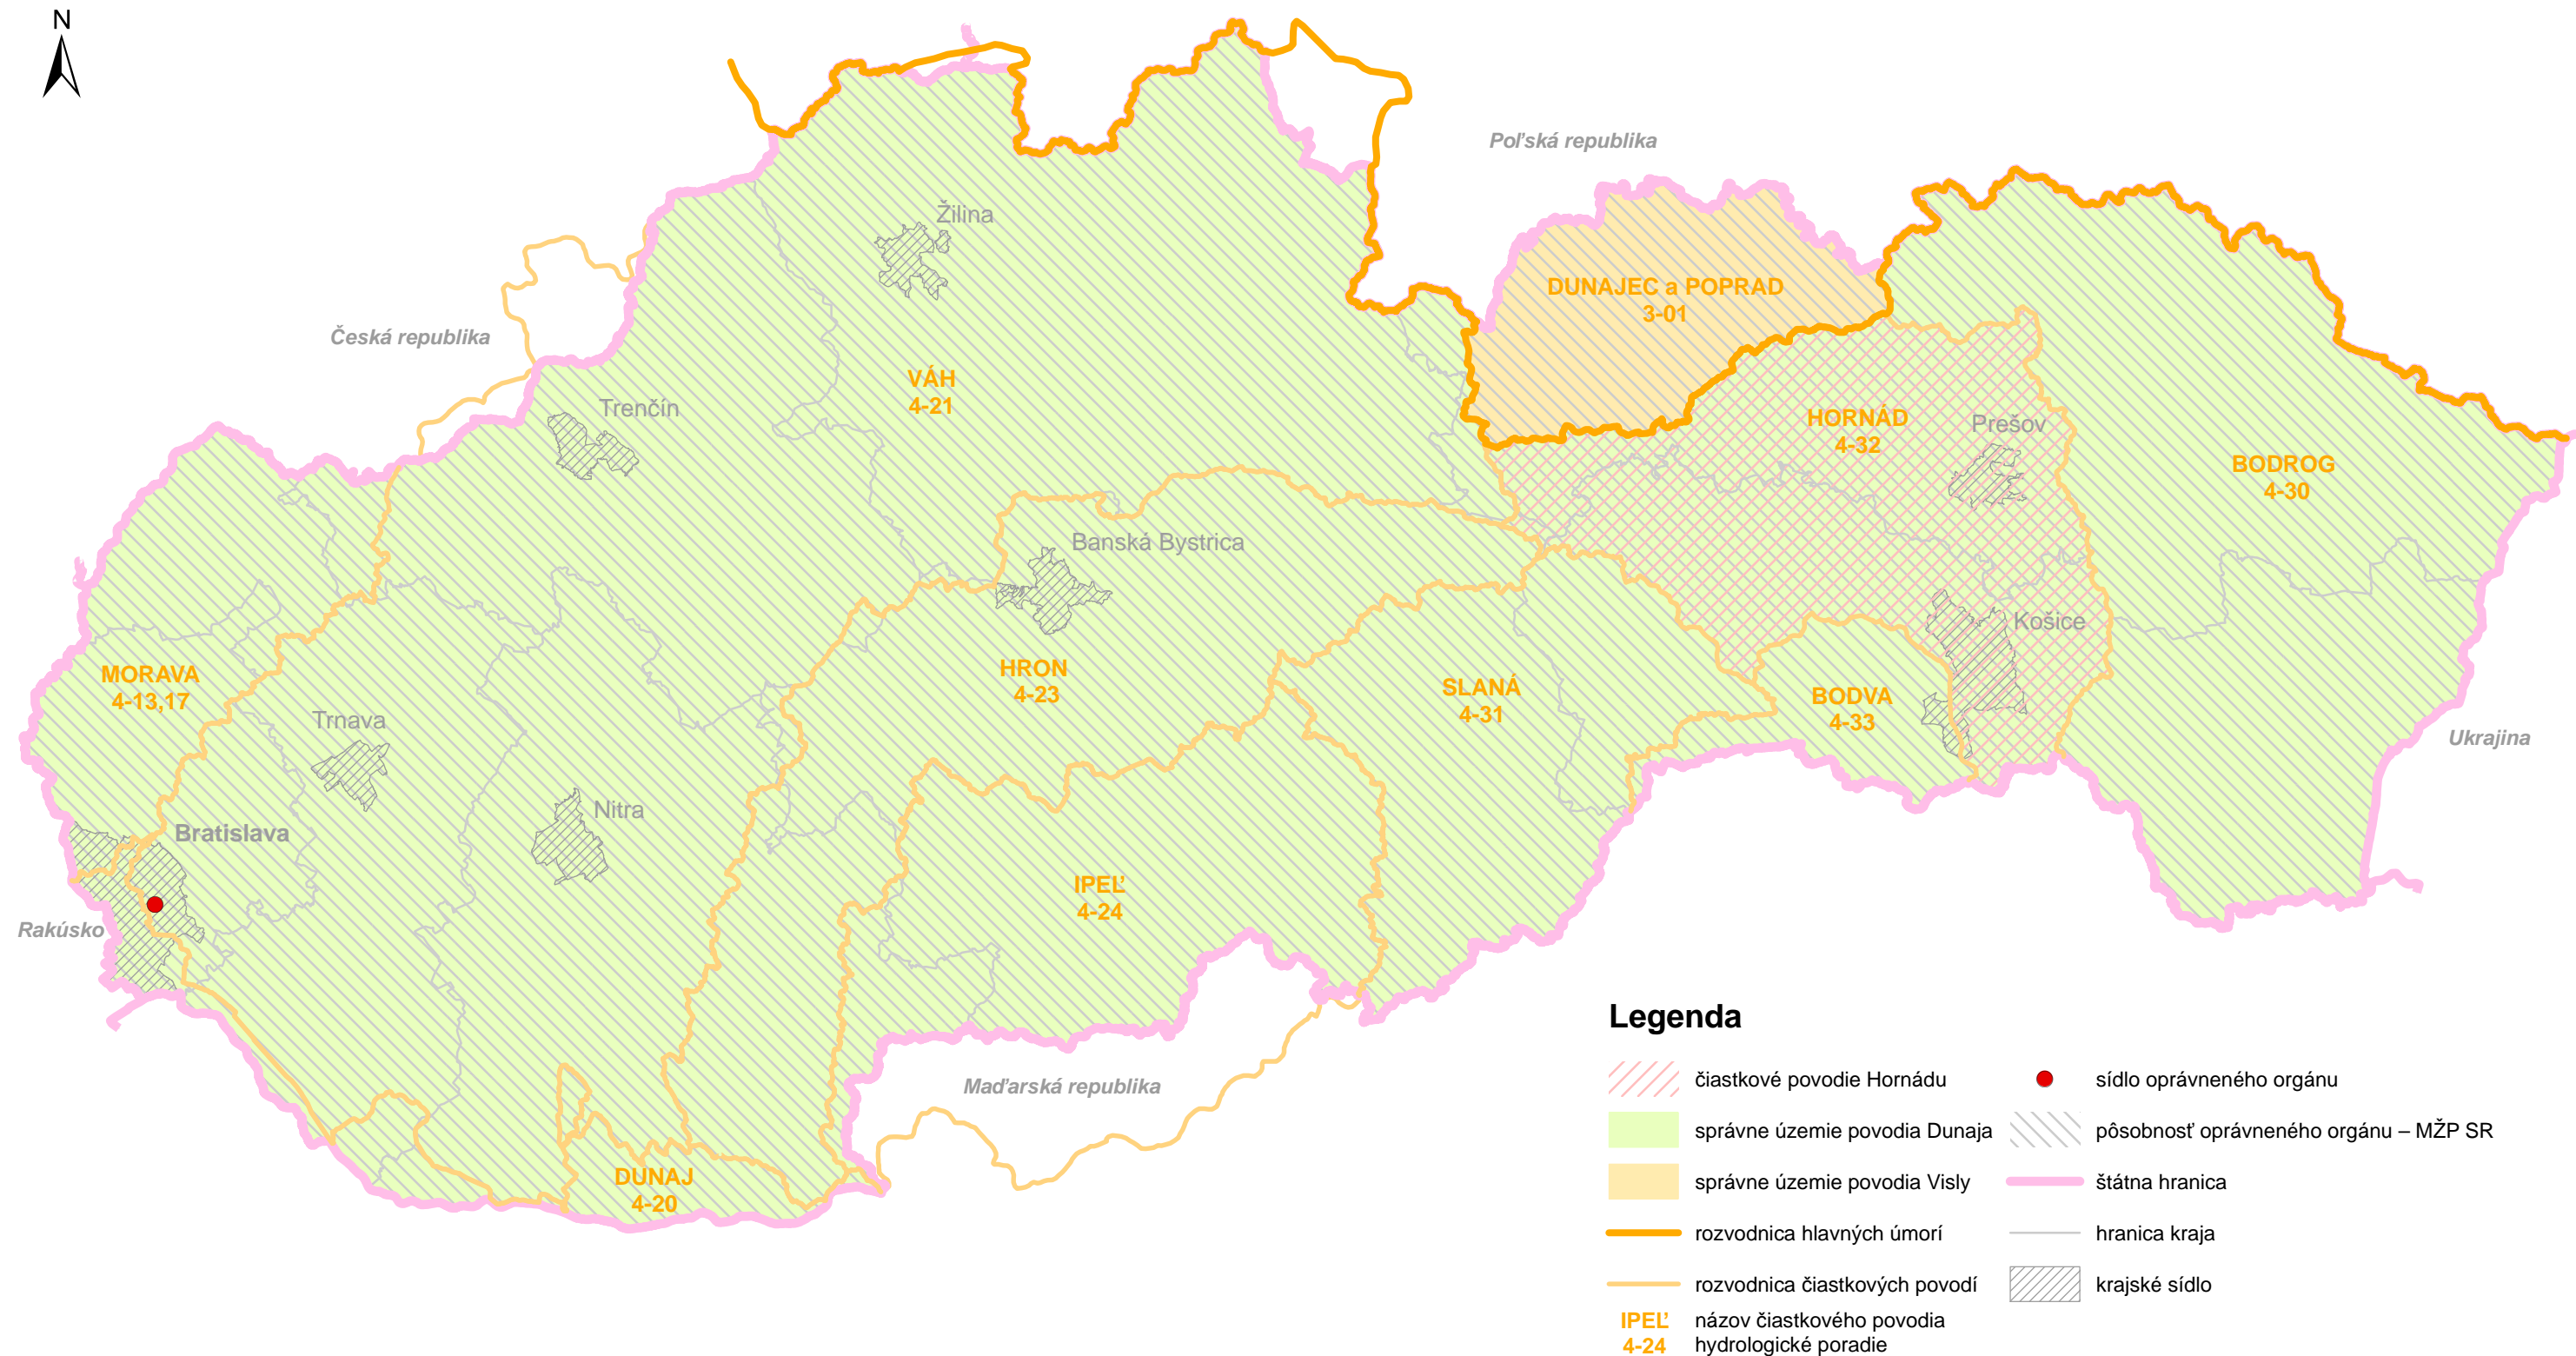 N
Poľská republika
Žilina
DUNAJEC a POPRAD
3-01
Česká republika
VÁH
4-21
Trenčín
HORNÁD
4-32
Prešov
BODROG
4-30
Banská Bystrica
Košice
MORAVA
4-13,17
HRON
4-23
SLANÁ
4-31
BODVA
4-33
Trnava
Ukrajina
Nitra
Bratislava
IPEĽ
4-24
Rakúsko
Maďarská republika
DUNAJ
4-20
Legenda
čiastkové povodie Hornádu
správne územie povodia Dunaja
správne územie povodia Visly
rozvodnica hlavných úmorí
rozvodnica čiastkových povodí
IPEĽ názov čiastkového povodia
4-24 hydrologické poradie
sídlo oprávneného orgánu
pôsobnosť oprávneného orgánu – MŽP SR
štátna hranica
hranica kraja
krajské sídlo